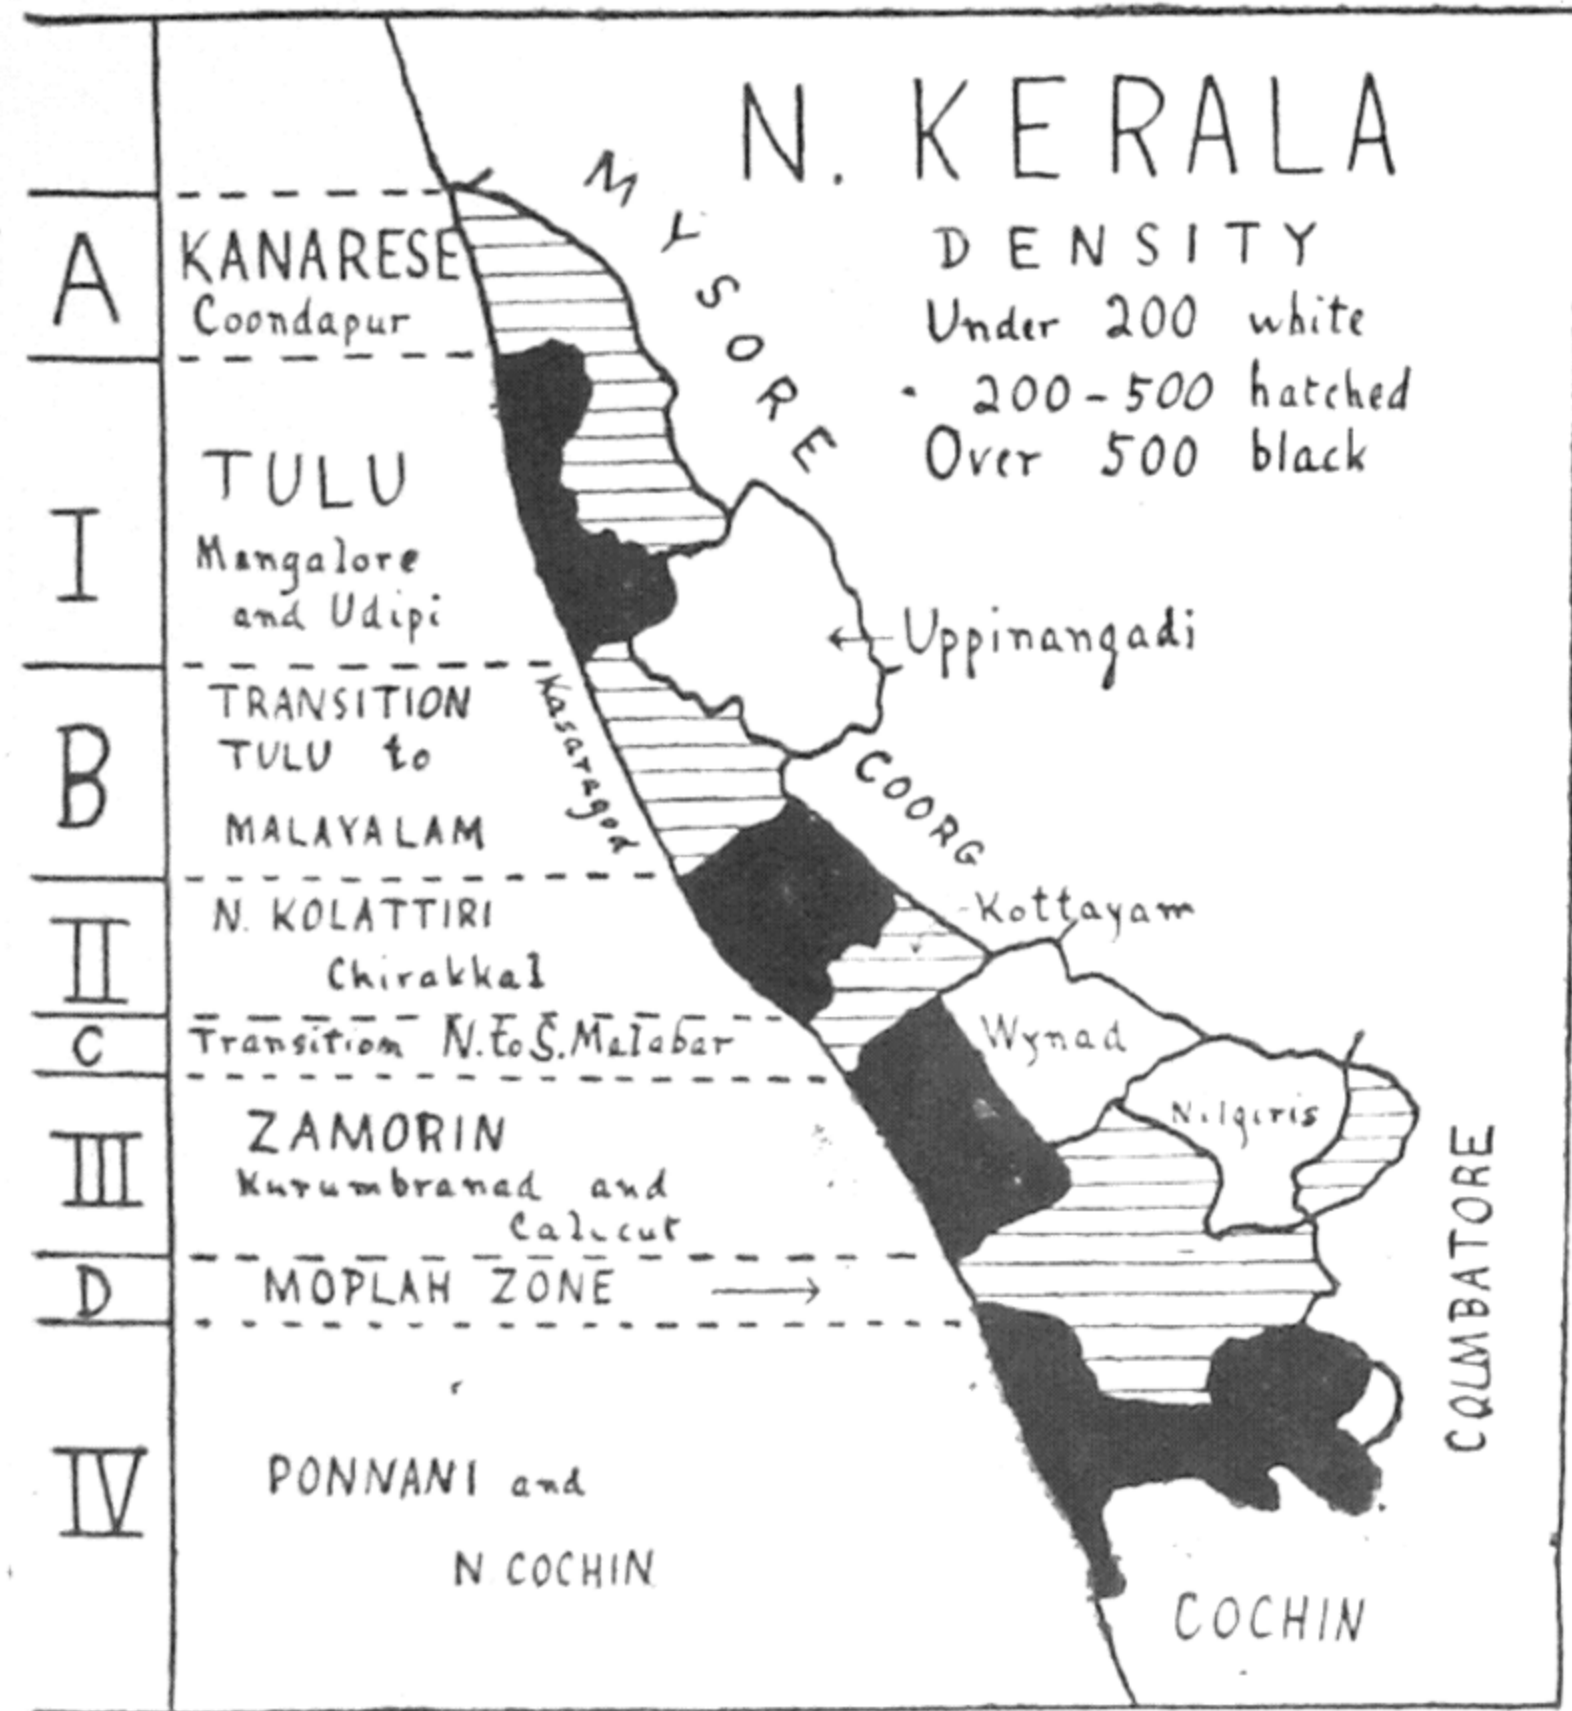 N. KERALA
DENSITY
Under 200 white
" 200-500 hatched
Over 500 black
MYSORE
A
KANARESE
Coondapur
I
TULU
Mangalore
and Udipi
Uppinangadi
B
TRANSITION
TULU to
MALAYALAM
Kasaragod
COORG
II
N. KOLATTIRI
Chirakkal
Kottayam
C
Transition N. to S. Malabar
Wynad
III
ZAMORIN
Kurumbranad and
Calicut
Nilgiris
COUMBATORE
D
MOPLAH ZONE
IV
PONNANI and
N COCHIN
COCHIN